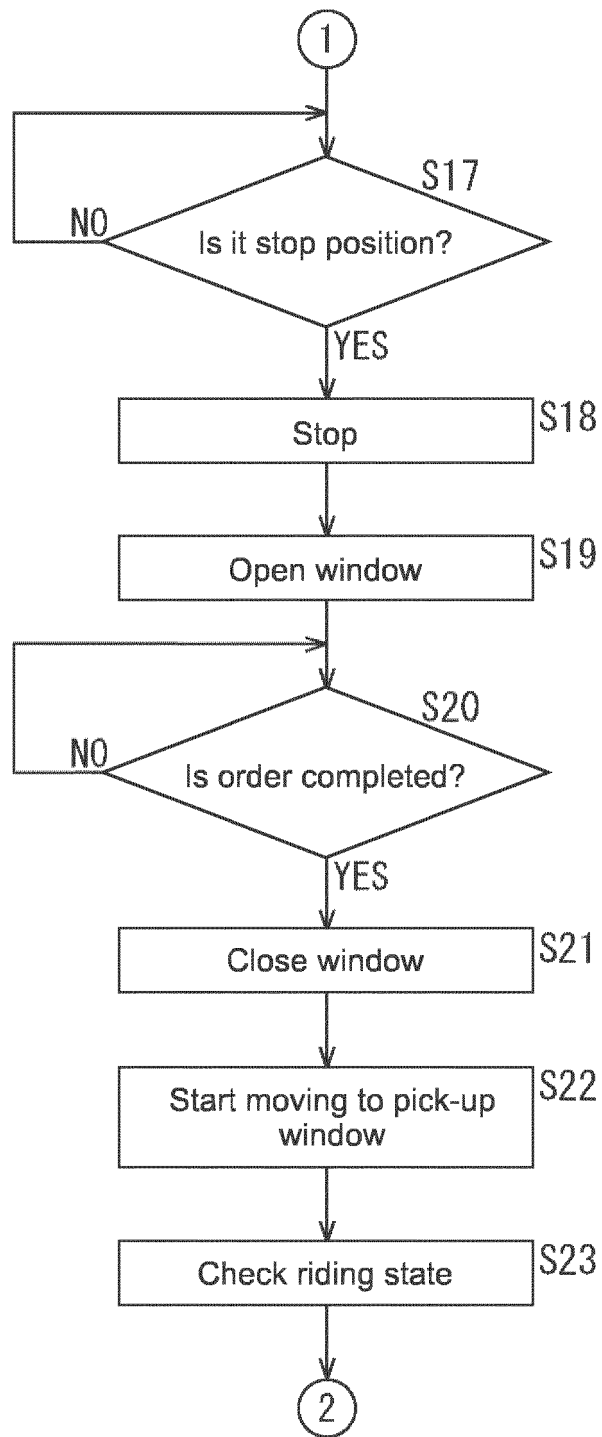 1
S17
NO
Is it stop position?
YES
S18
Stop
S19
Open window
S20
NO
Is order completed?
YES
S21
Close window
S22
Start moving to pick-up
window
S23
Check riding state
2